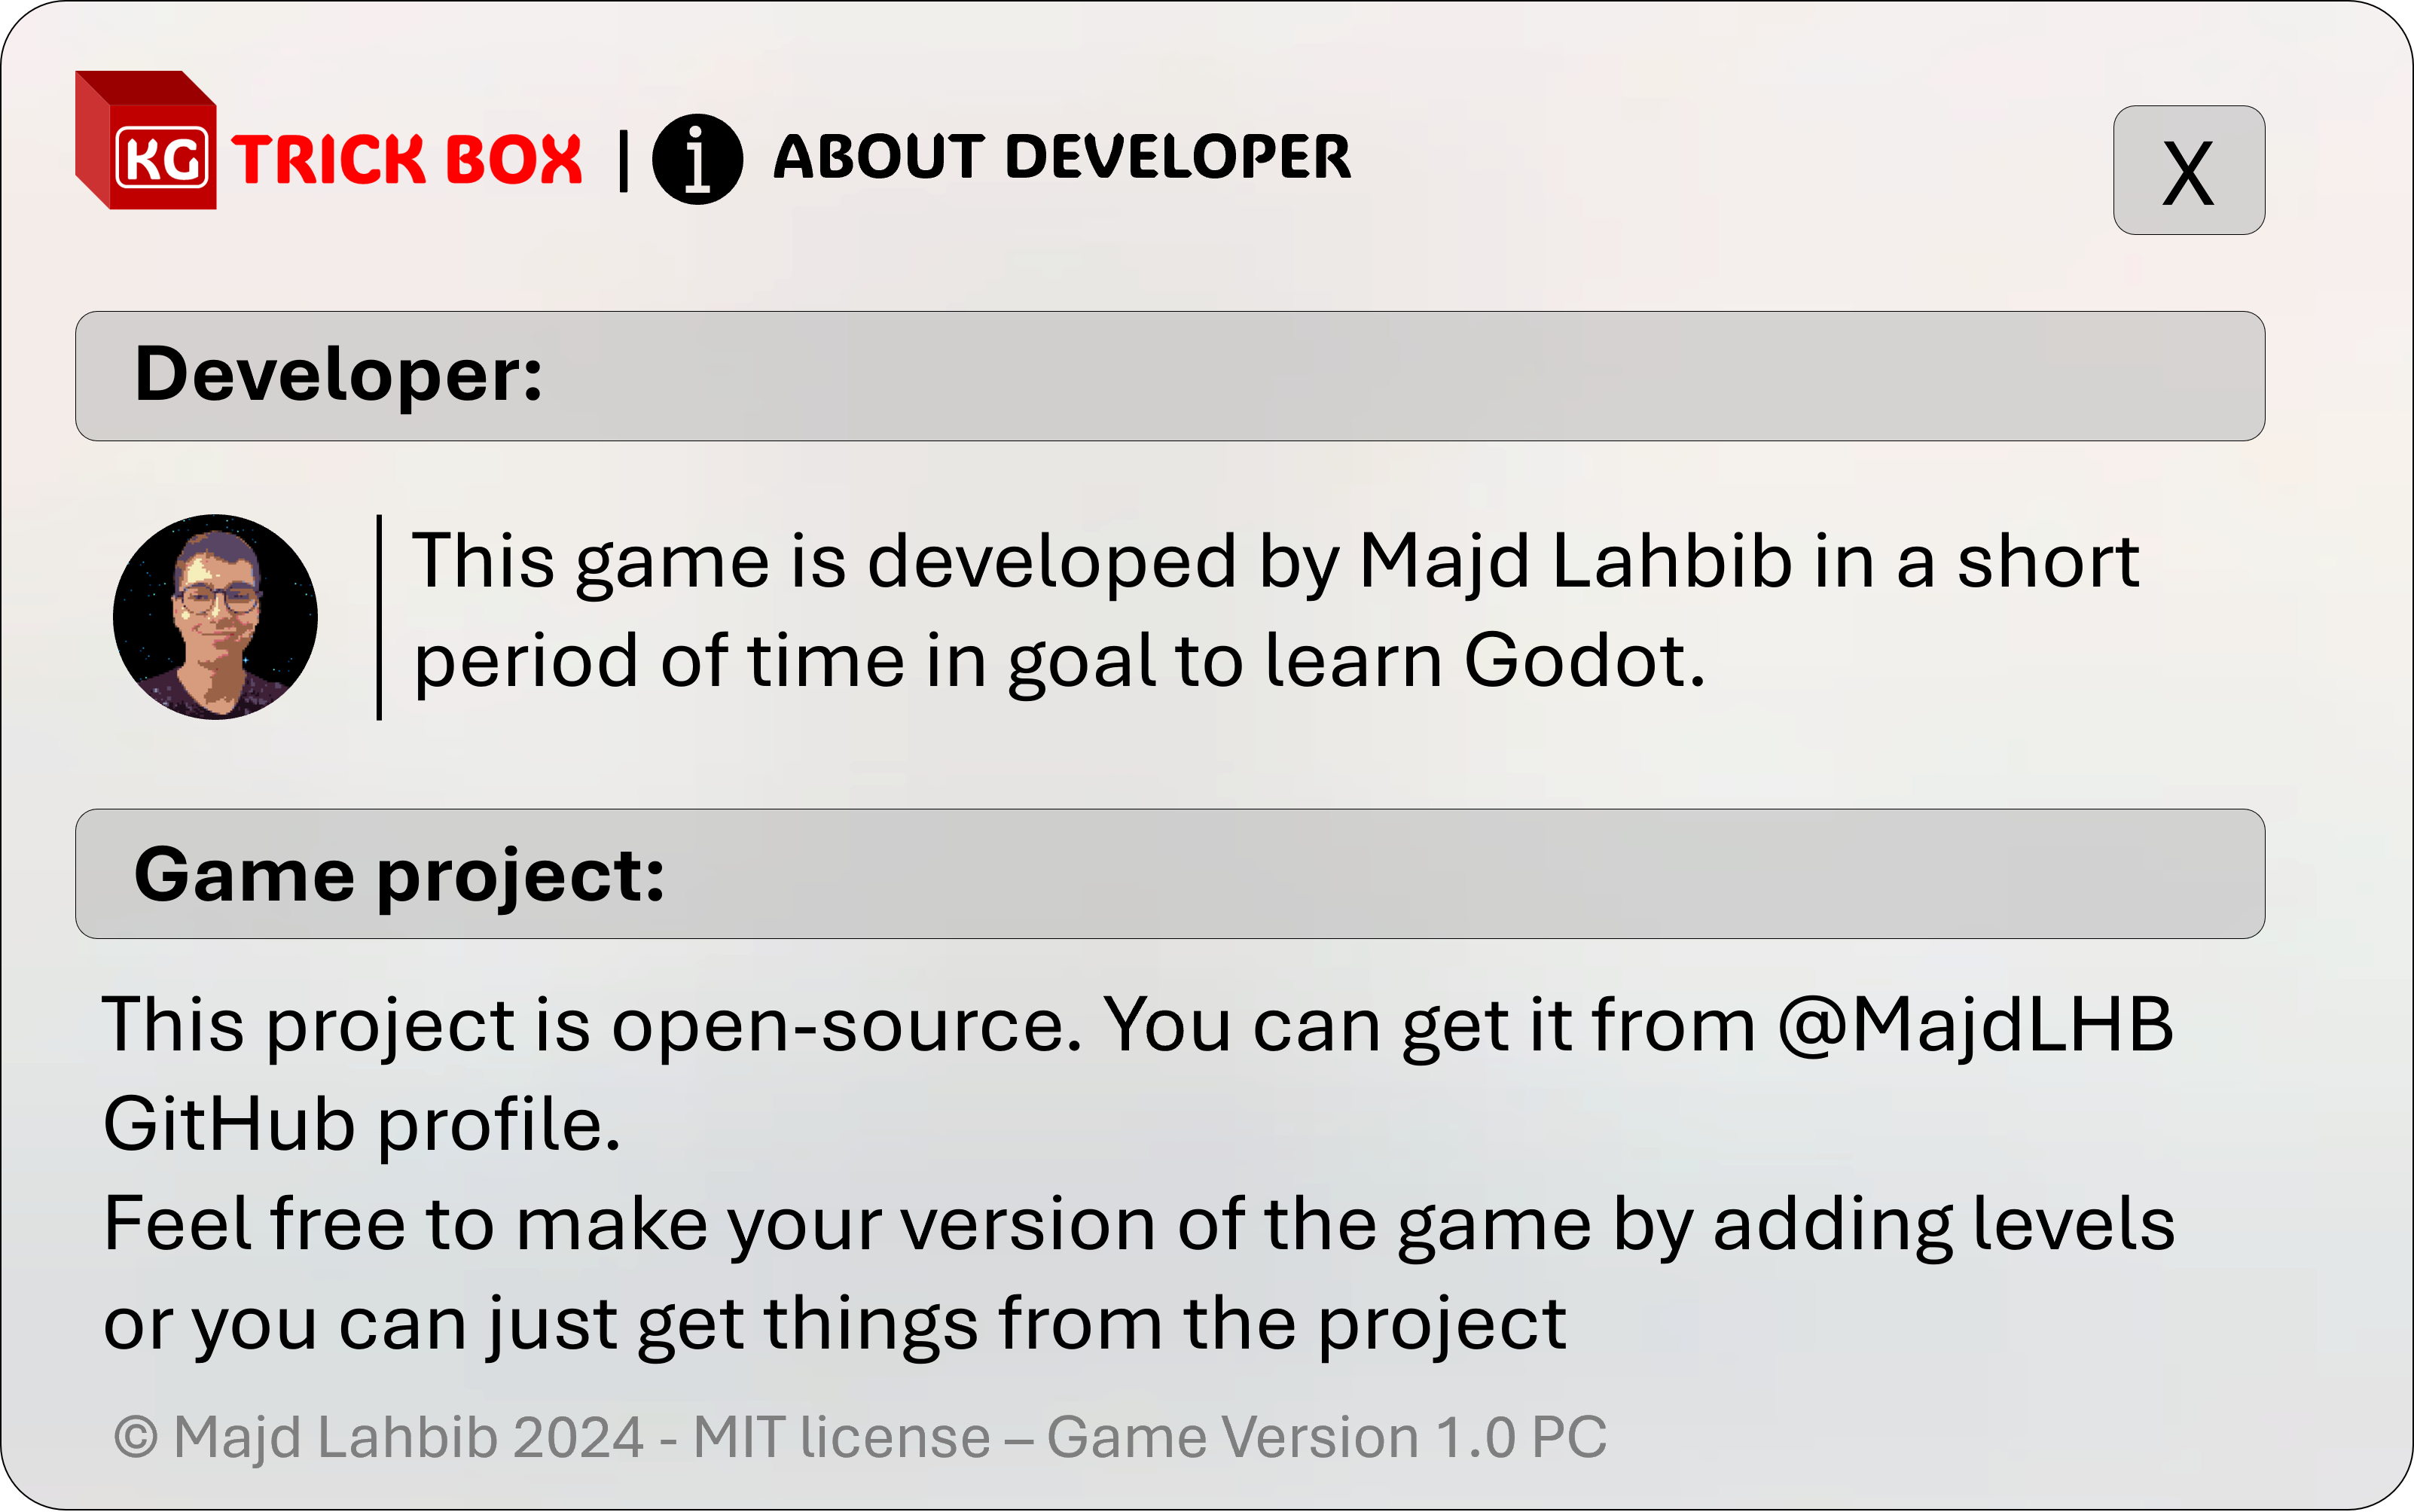 KG TRICK BOX | i ABOUT DEVELOPER
X
Developer:
This game is developed by Majd Lahbib in a short
period of time in goal to learn Godot.
Game project:
This project is open-source. You can get it from @MajdLHB
GitHub profile.
Feel free to make your version of the game by adding levels
or you can just get things from the project
© Majd Lahbib 2024 - MIT license – Game Version 1.0 PC